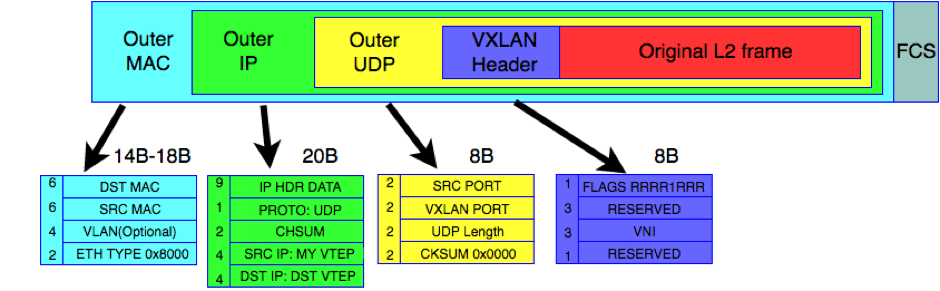 Outer MAC
Outer IP
Outer UDP
VXLAN Header
Original L2 frame
FCS
14B-18B
6 DST MAC
6 SRC MAC
4 VLAN(Optional)
2 ETH TYPE 0x8000
20B
9 IP HDR DATA
1 PROTO: UDP
2 CHSUM
4 SRC IP: MY VTEP
4 DST IP: DST VTEP
8B
2 SRC PORT
2 VXLAN PORT
2 UDP Length
2 CKSUM 0x0000
8B
1 FLAGS RRRR1RRR
3 RESERVED
3 VNI
1 RESERVED